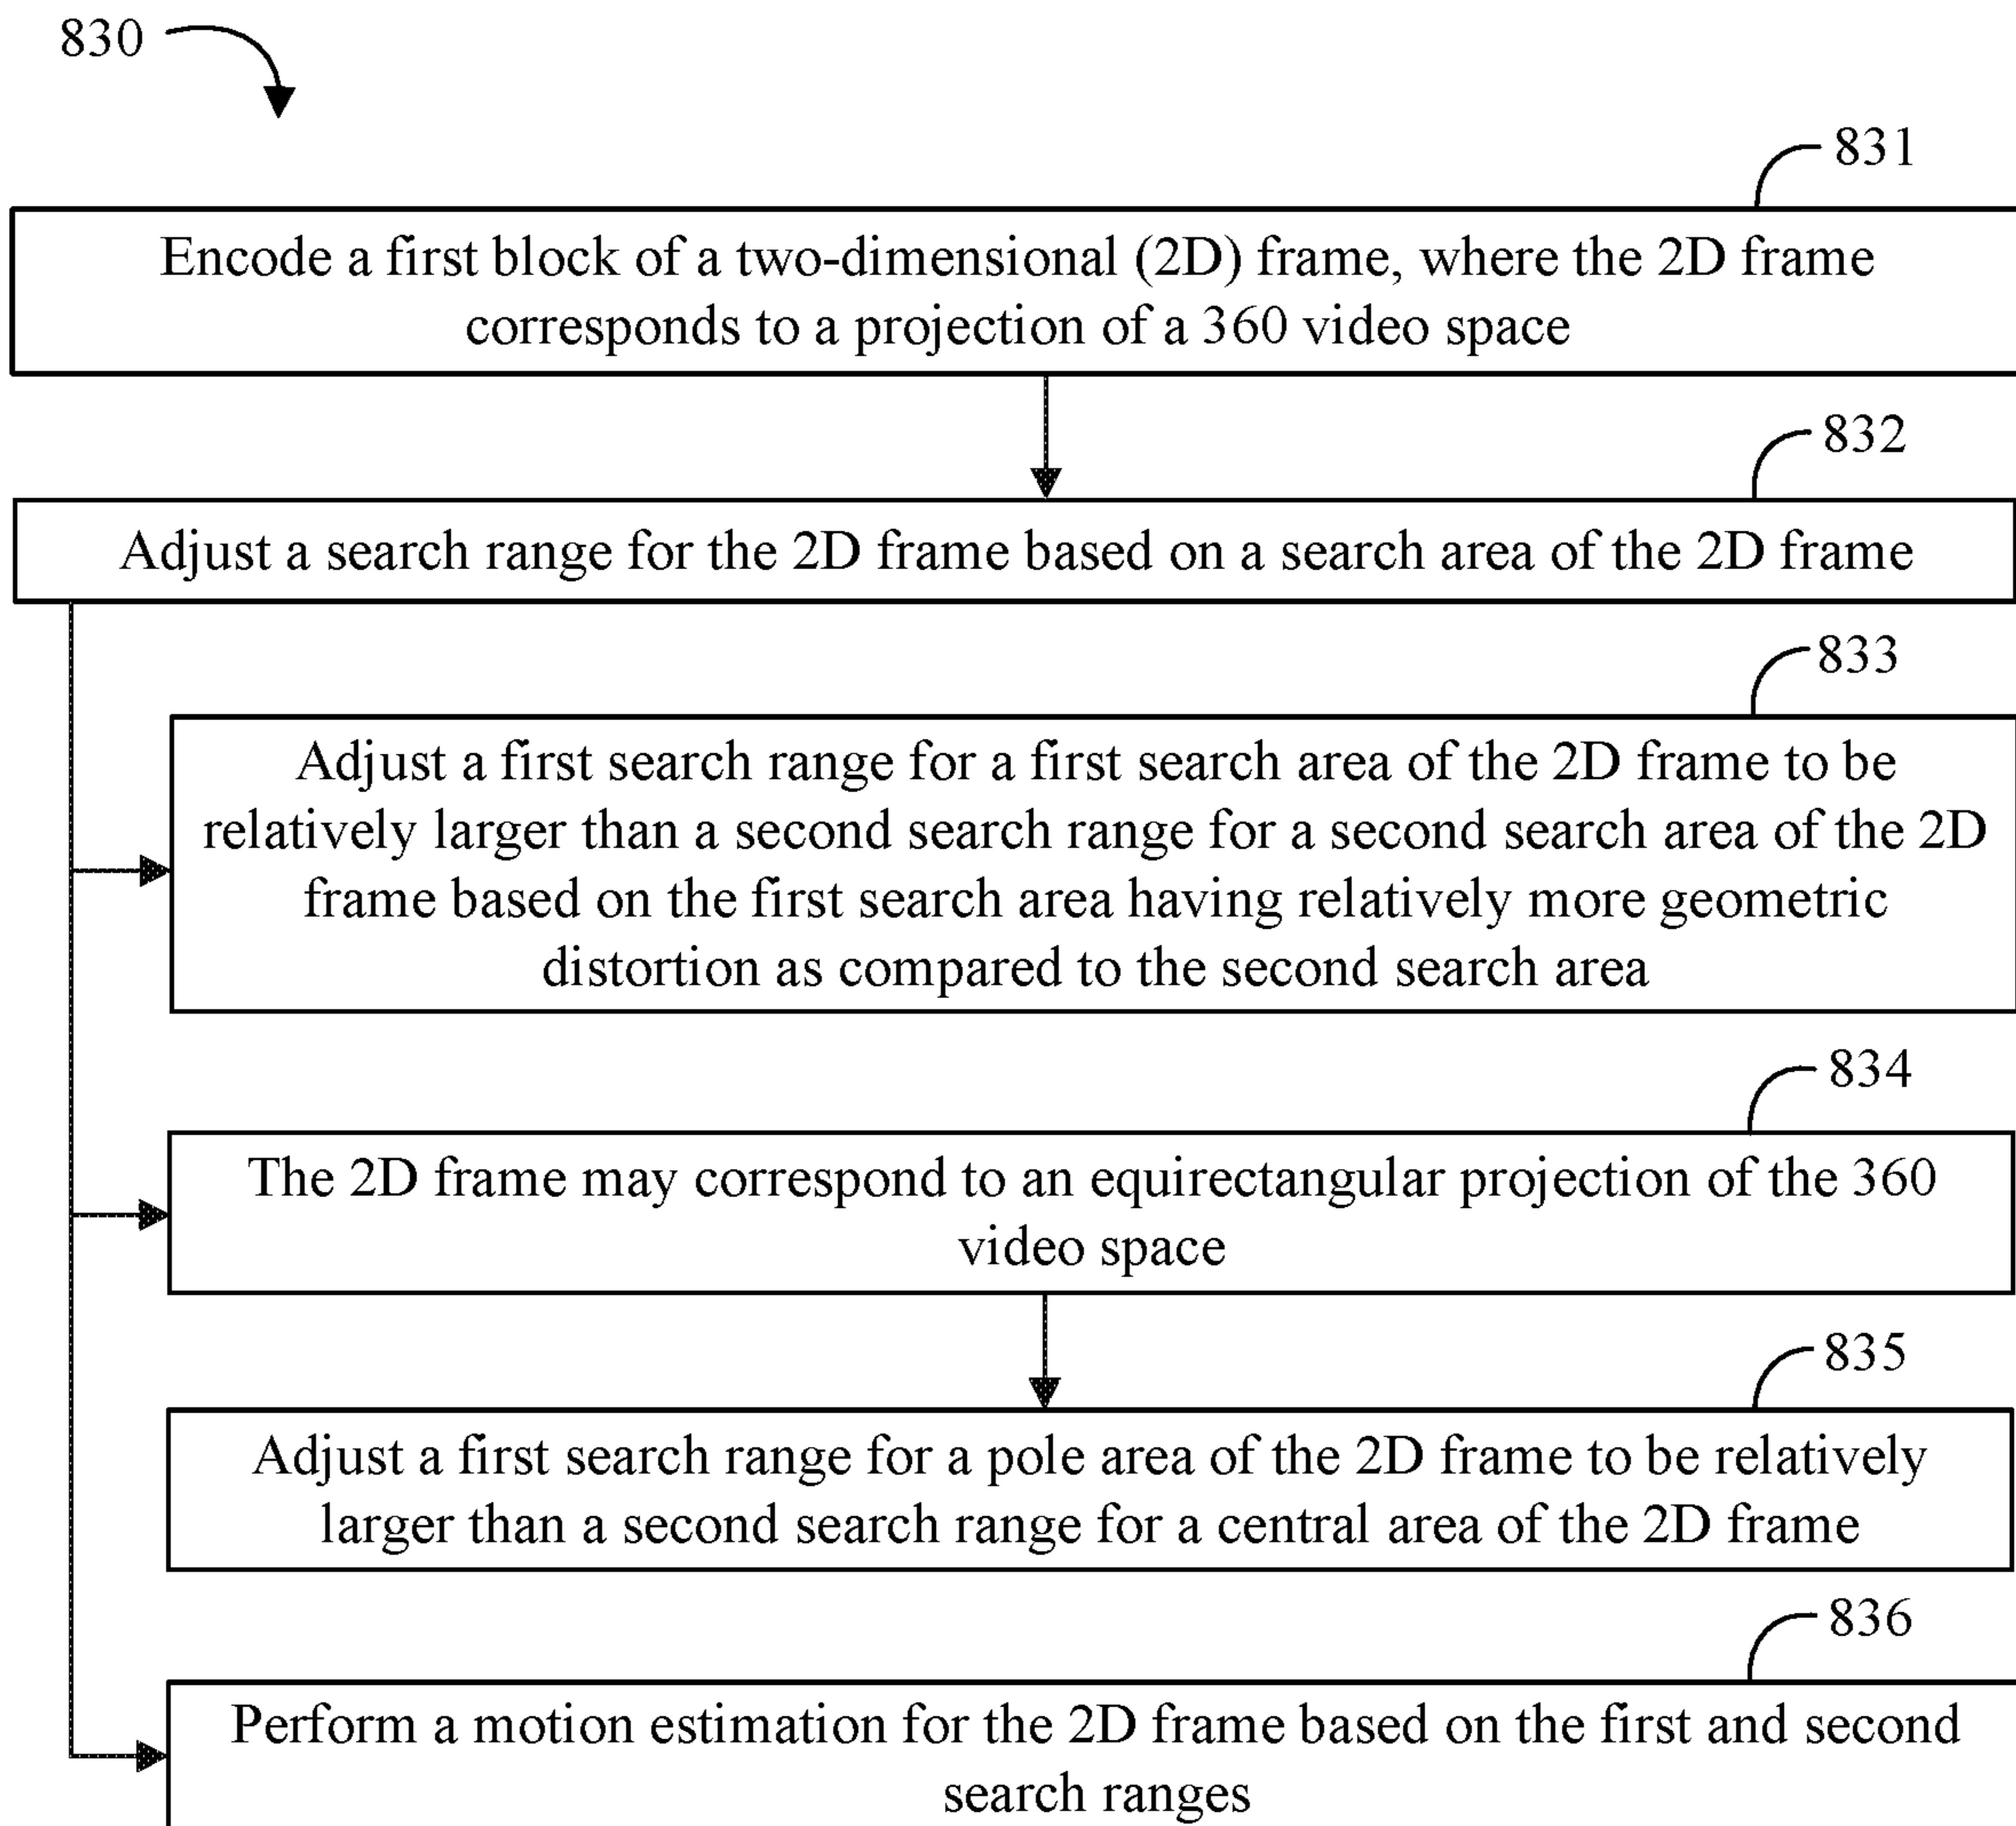 830
831
Encode a first block of a two-dimensional (2D) frame, where the 2D frame
corresponds to a projection of a 360 video space
832
Adjust a search range for the 2D frame based on a search area of the 2D frame
833
Adjust a first search range for a first search area of the 2D frame to be
relatively larger than a second search range for a second search area of the 2D
frame based on the first search area having relatively more geometric
distortion as compared to the second search area
834
The 2D frame may correspond to an equirectangular projection of the 360
video space
835
Adjust a first search range for a pole area of the 2D frame to be relatively
larger than a second search range for a central area of the 2D frame
836
Perform a motion estimation for the 2D frame based on the first and second
search ranges